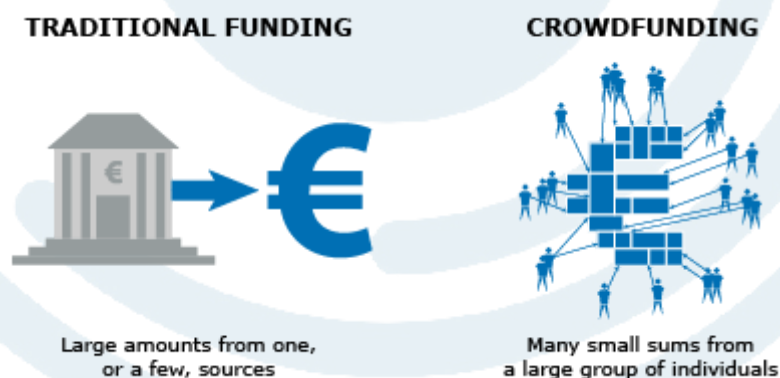 TRADITIONAL FUNDING
CROWDFUNDING
€
€
Large amounts from one,
or a few, sources
Many small sums from
a large group of individuals